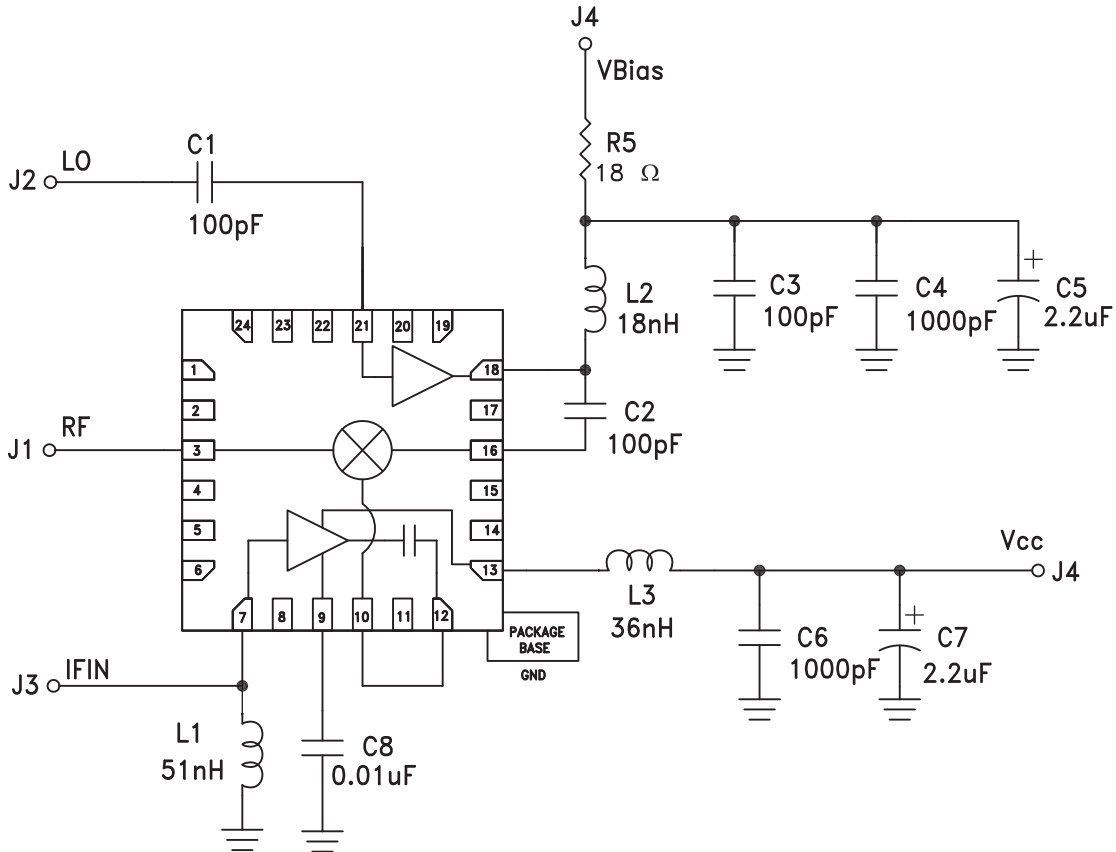 J4
VBias
R5
18 Ω
C1
J2
LO
100pF
L2
18nH
C3
100pF
C4
1000pF
+
C5
2.2uF
24
23
22
21
20
19
1
2
3
4
5
6
18
17
16
15
14
13
C2
100pF
J1
RF
Vcc
J4
L3
36nH
7
8
9
10
11
12
PACKAGE
BASE
GND
C6
1000pF
+
C7
2.2uF
J3
IFIN
L1
51nH
C8
0.01uF